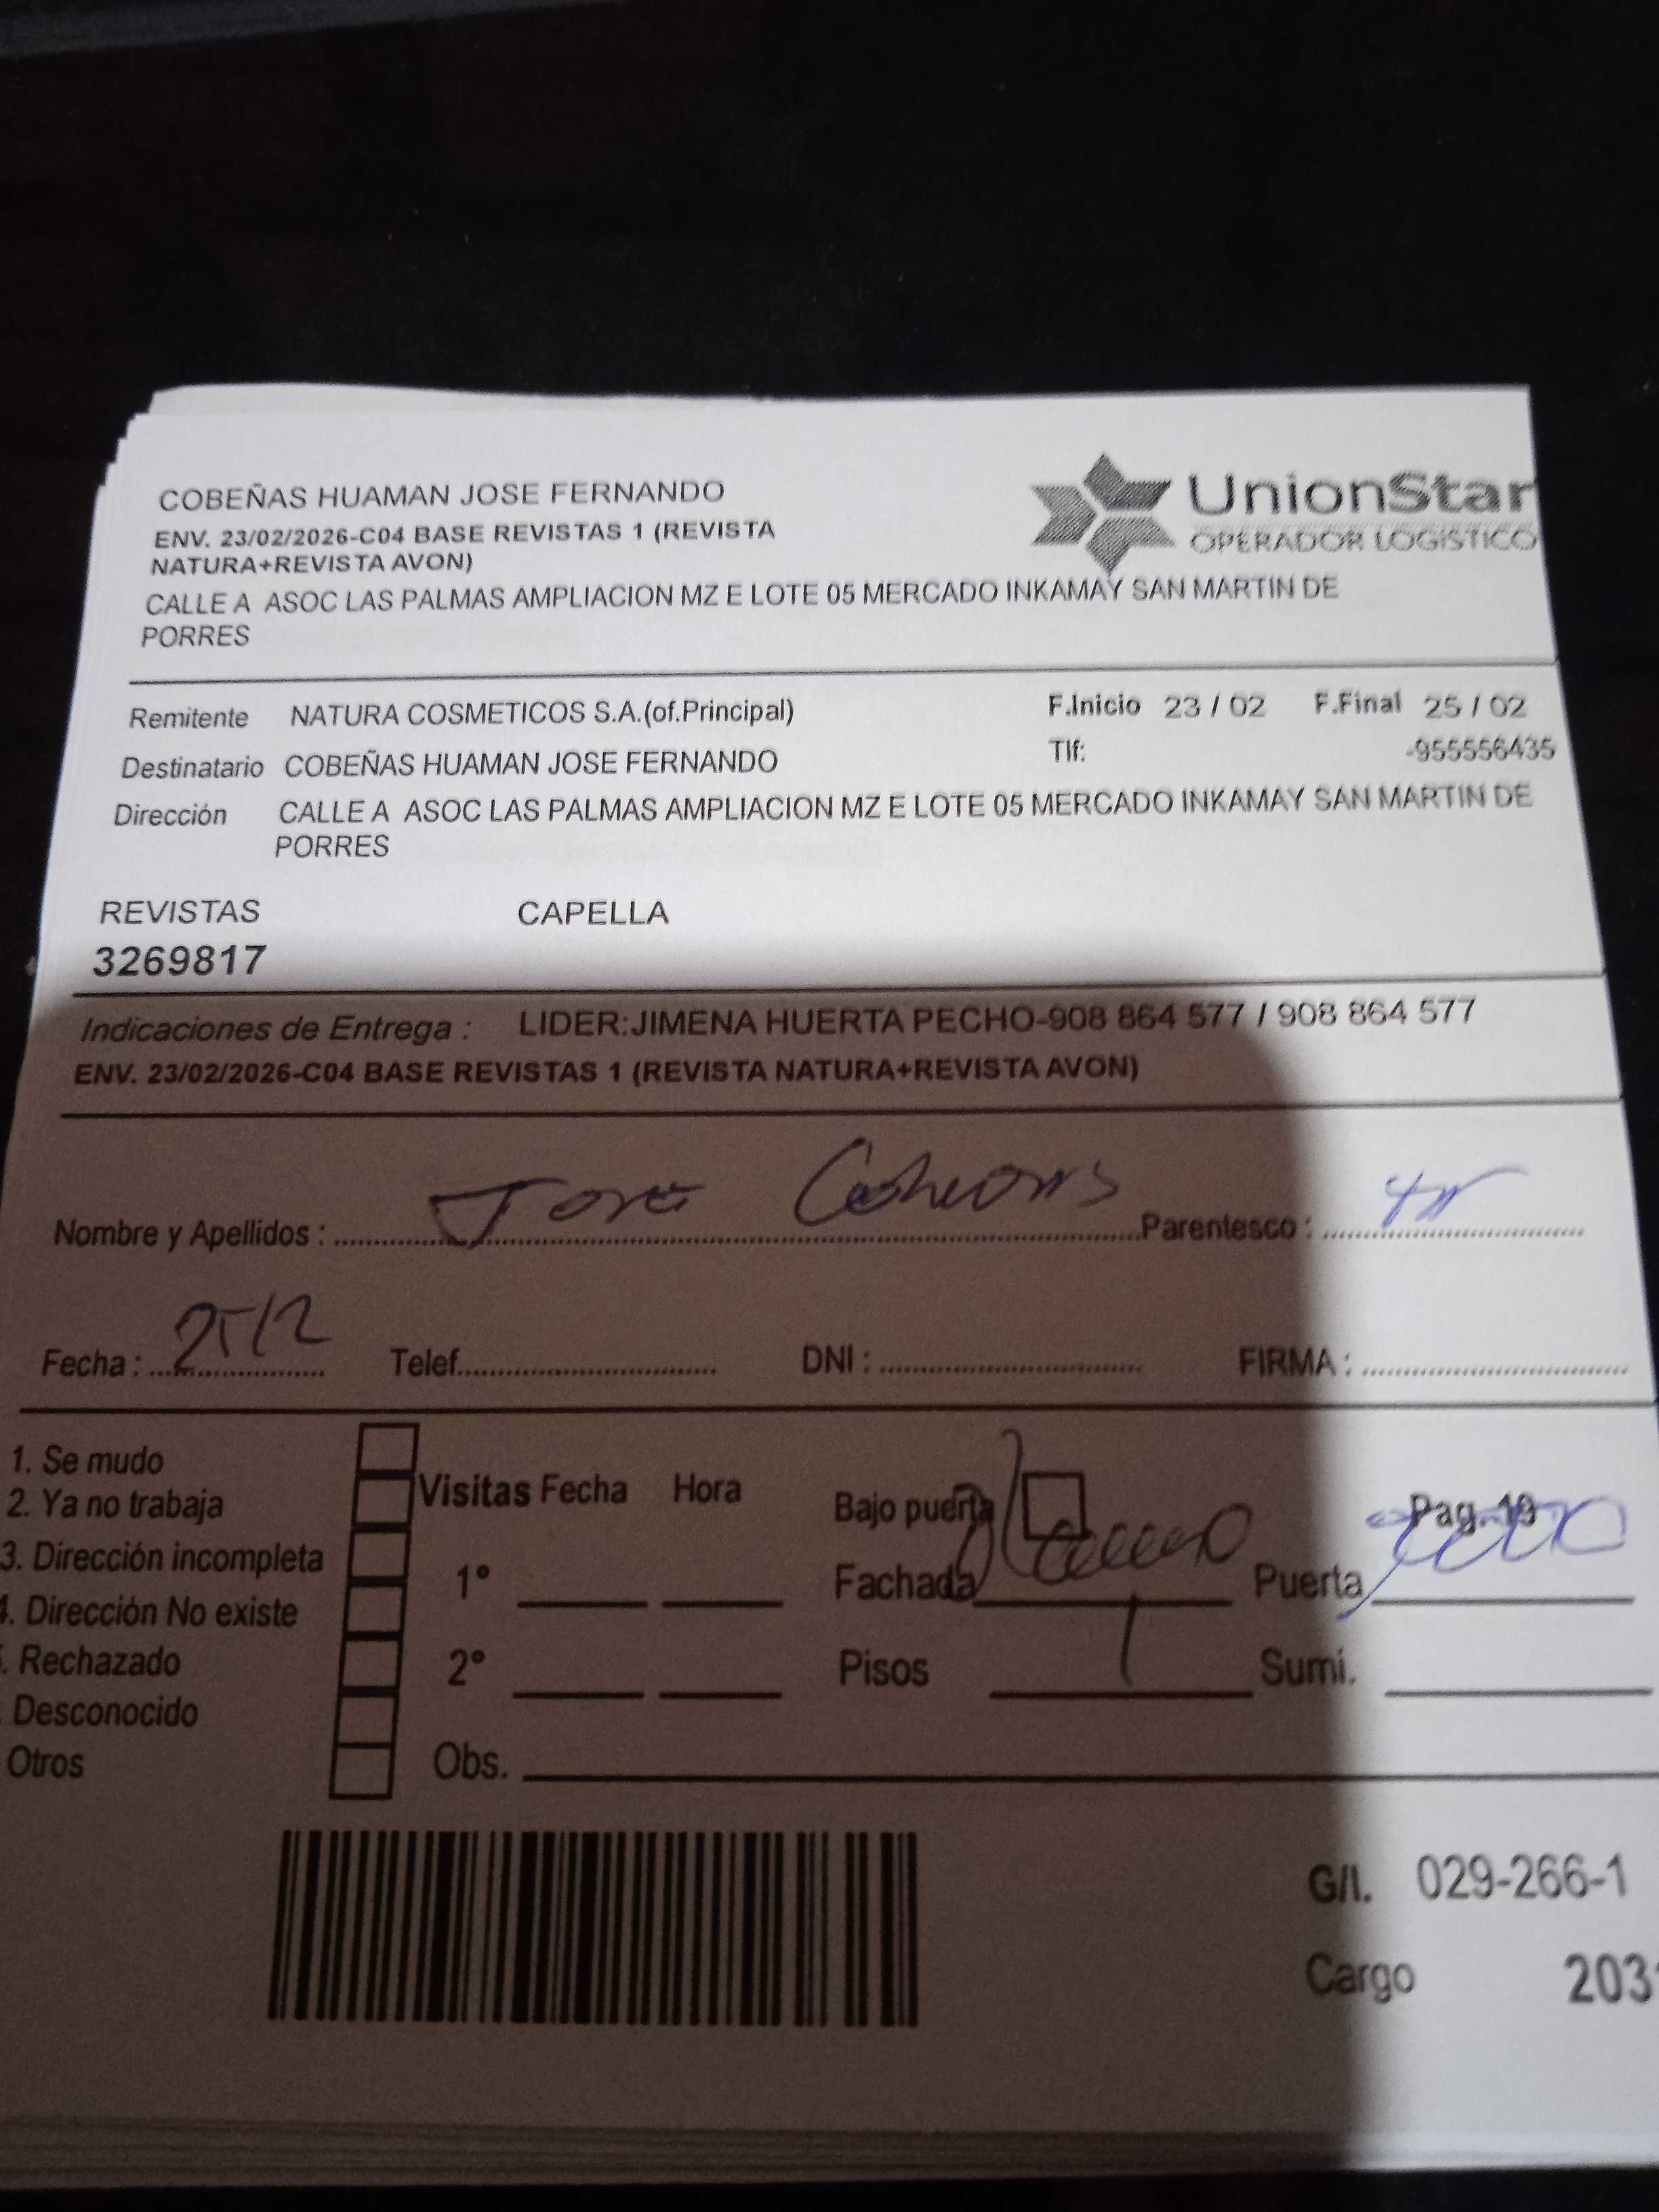 COBEÑAS HUAMAN JOSE FERNANDO
UnionStar
OPERADOR LOGISTICO
ENV. 23/02/2026-C04 BASE REVISTAS 1 (REVISTA
NATURA+REVISTA AVON)
CALLE A ASOC LAS PALMAS AMPLIACION MZ E LOTE 05 MERCADO INKAMAY SAN MARTIN DE
PORRES
Remitente NATURA COSMETICOS S.A.(of.Principal) F.Inicio 23 / 02 F.Final 25 / 02
Destinatario COBEÑAS HUAMAN JOSE FERNANDO Tlf: -955556435
Dirección CALLE A ASOC LAS PALMAS AMPLIACION MZ E LOTE 05 MERCADO INKAMAY SAN MARTIN DE
PORRES
REVISTAS CAPELLA
3269817
Indicaciones de Entrega : LIDER:JIMENA HUERTA PECHO-908 864 577 / 908 864 577
ENV. 23/02/2026-C04 BASE REVISTAS 1 (REVISTA NATURA+REVISTA AVON)
Nombre y Apellidos : Jose Parentesco :
Fecha : 25/2 Telef. DNI : FIRMA :
1. Se mudo
2. Ya no trabaja
3. Dirección incompleta
4. Dirección No existe
. Rechazado
. Desconocido
Otros
Visitas Fecha Hora
1°
2°
Obs.
Bajo puerta Pag. 19
Fachada Puerta
Pisos 1 Sumi.
G/I. 029-266-1
Cargo 203